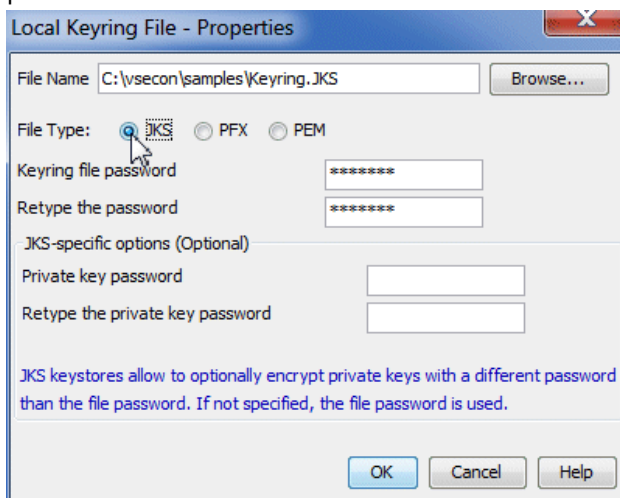 Local Keyring File - Properties
File Name C:\vsecon\samples\Keyring.JKS Browse...
File Type: JKS PFX PEM
Keyring file password *******
Retype the password *******
JKS-specific options (Optional)
Private key password
Retype the private key password
JKS keystores allow to optionally encrypt private keys with a different password
than the file password. If not specified, the file password is used.
OK Cancel Help